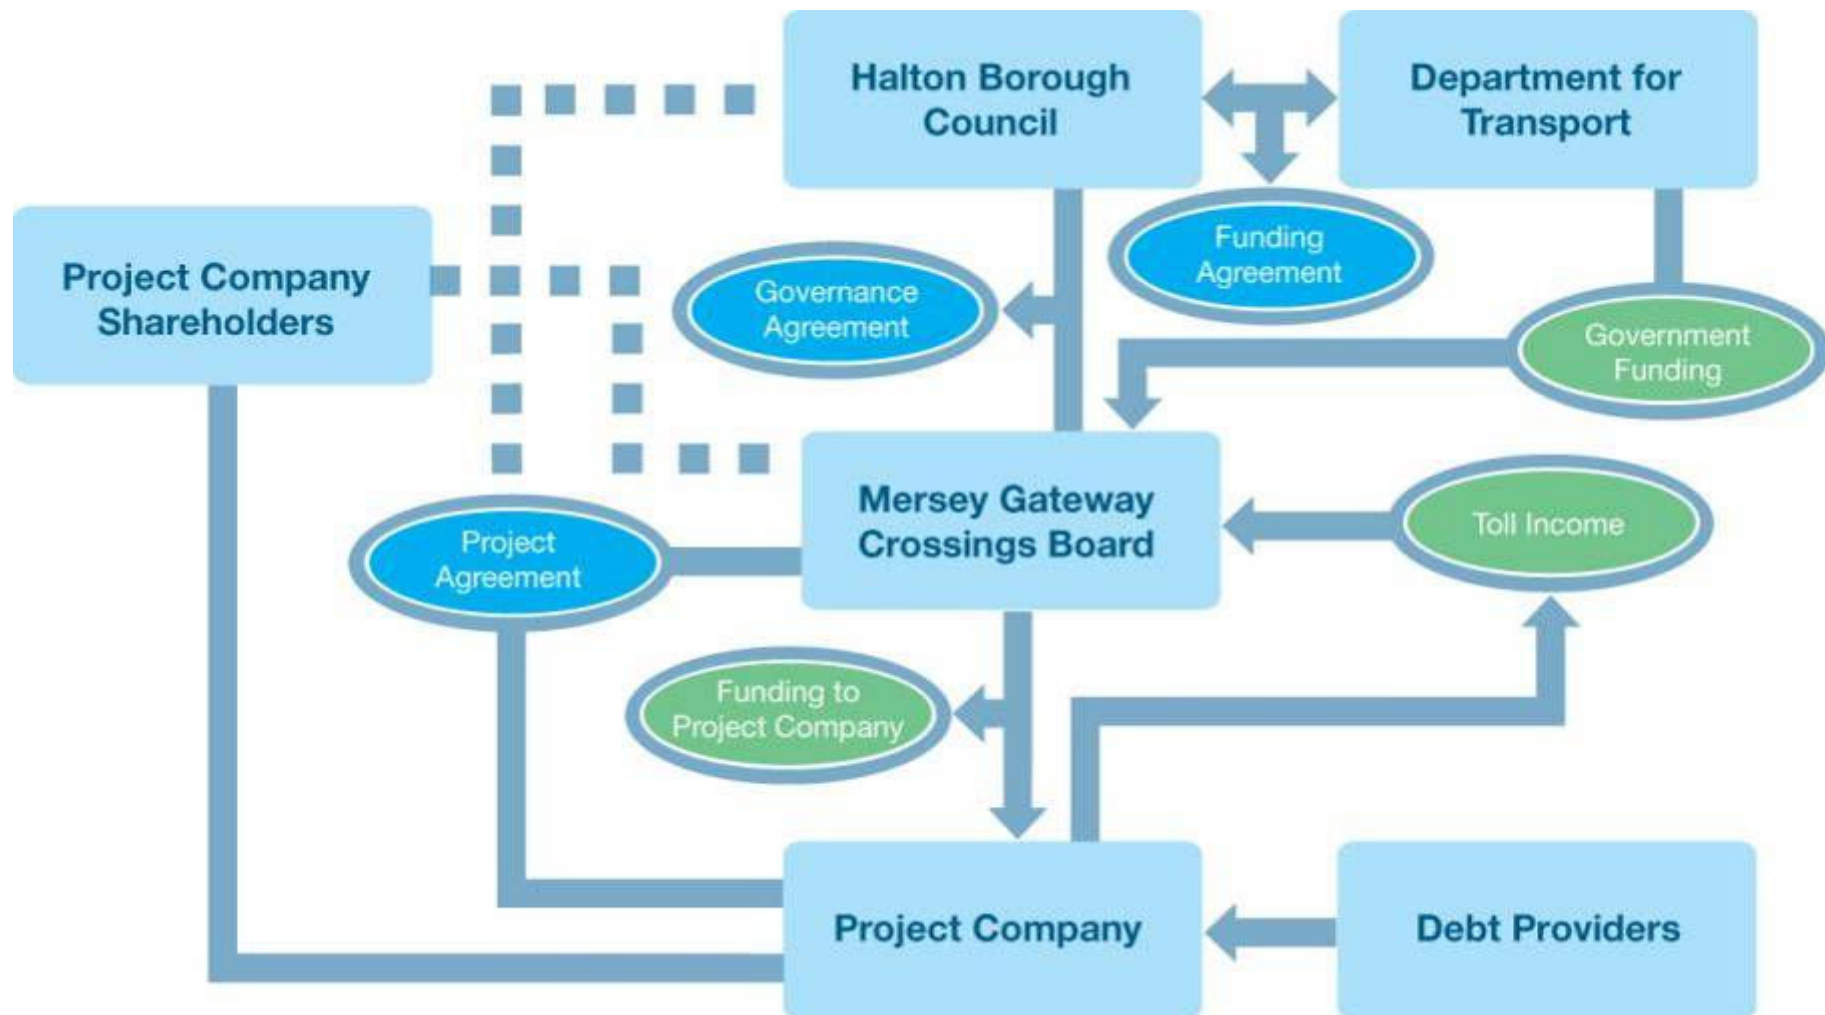 Halton Borough
Council
Department for
Transport
Project Company
Shareholders
Governance
Agreement
Funding
Agreement
Government
Funding
Mersey Gateway
Crossings Board
Toll Income
Project
Agreement
Funding to
Project Company
Project Company
Debt Providers